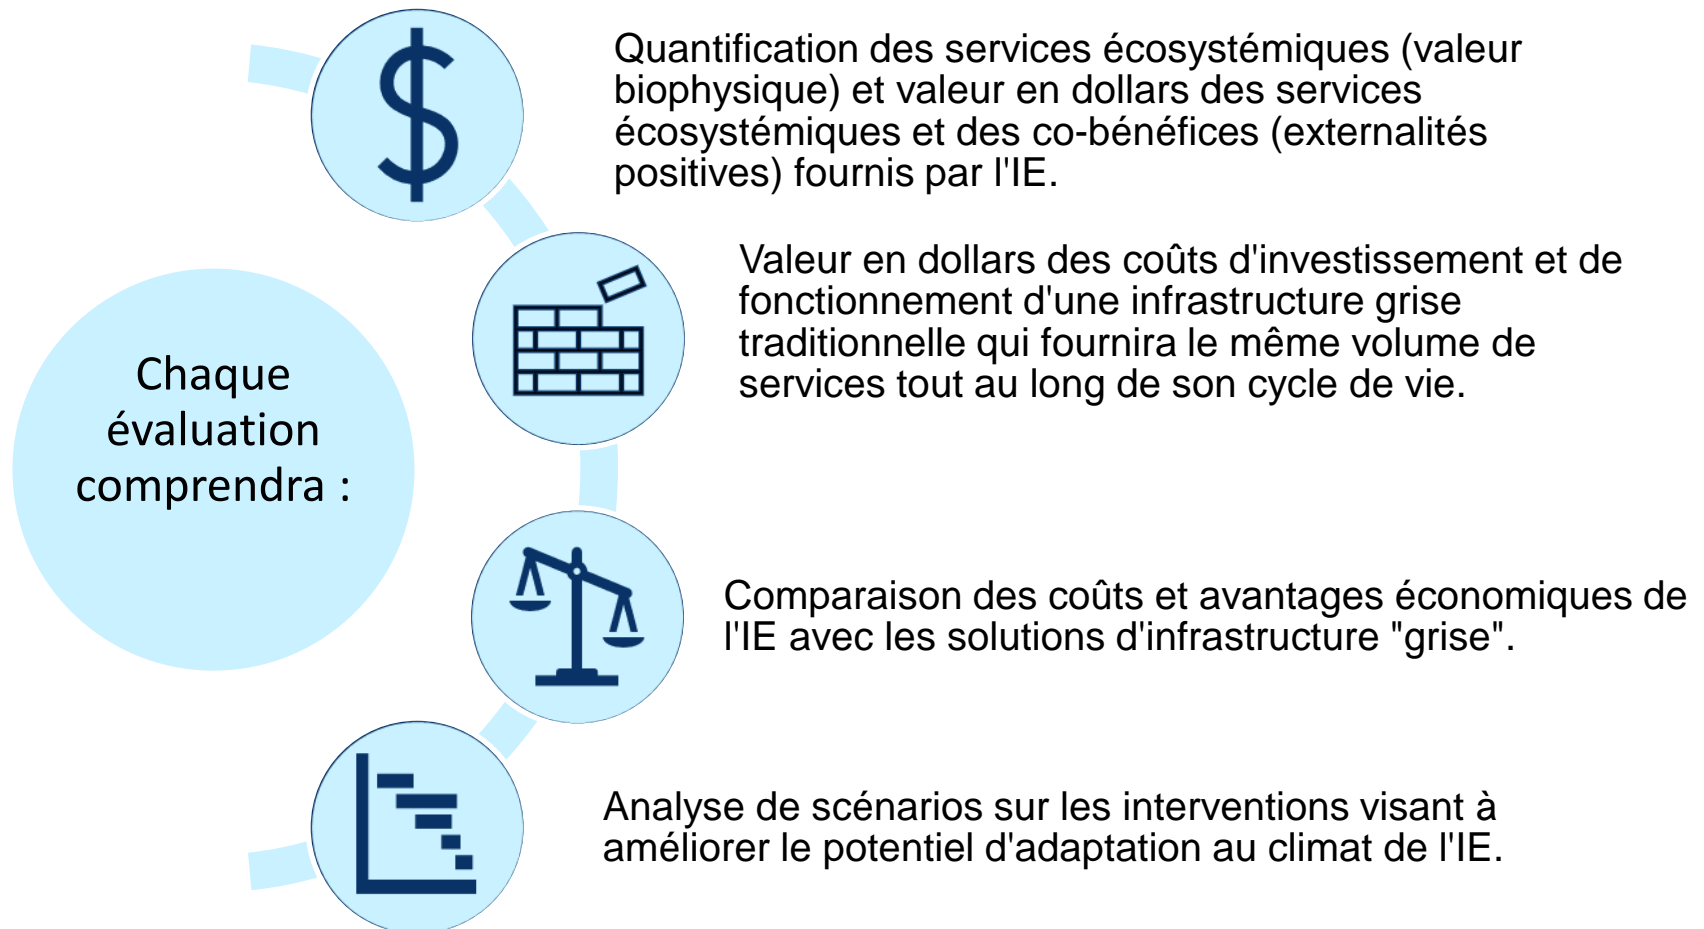 Quantification des services écosystémiques (valeur
biophysique) et valeur en dollars des services
écosystémiques et des co-bénéfices (externalités
positives) fournis par l'IE.
Valeur en dollars des coûts d'investissement et de
fonctionnement d'une infrastructure grise
traditionnelle qui fournira le même volume de
services tout au long de son cycle de vie.
Chaque
évaluation
comprendra :
Comparaison des coûts et avantages économiques de
l'IE avec les solutions d'infrastructure "grise".
Analyse de scénarios sur les interventions visant à
améliorer le potentiel d'adaptation au climat de l'IE.